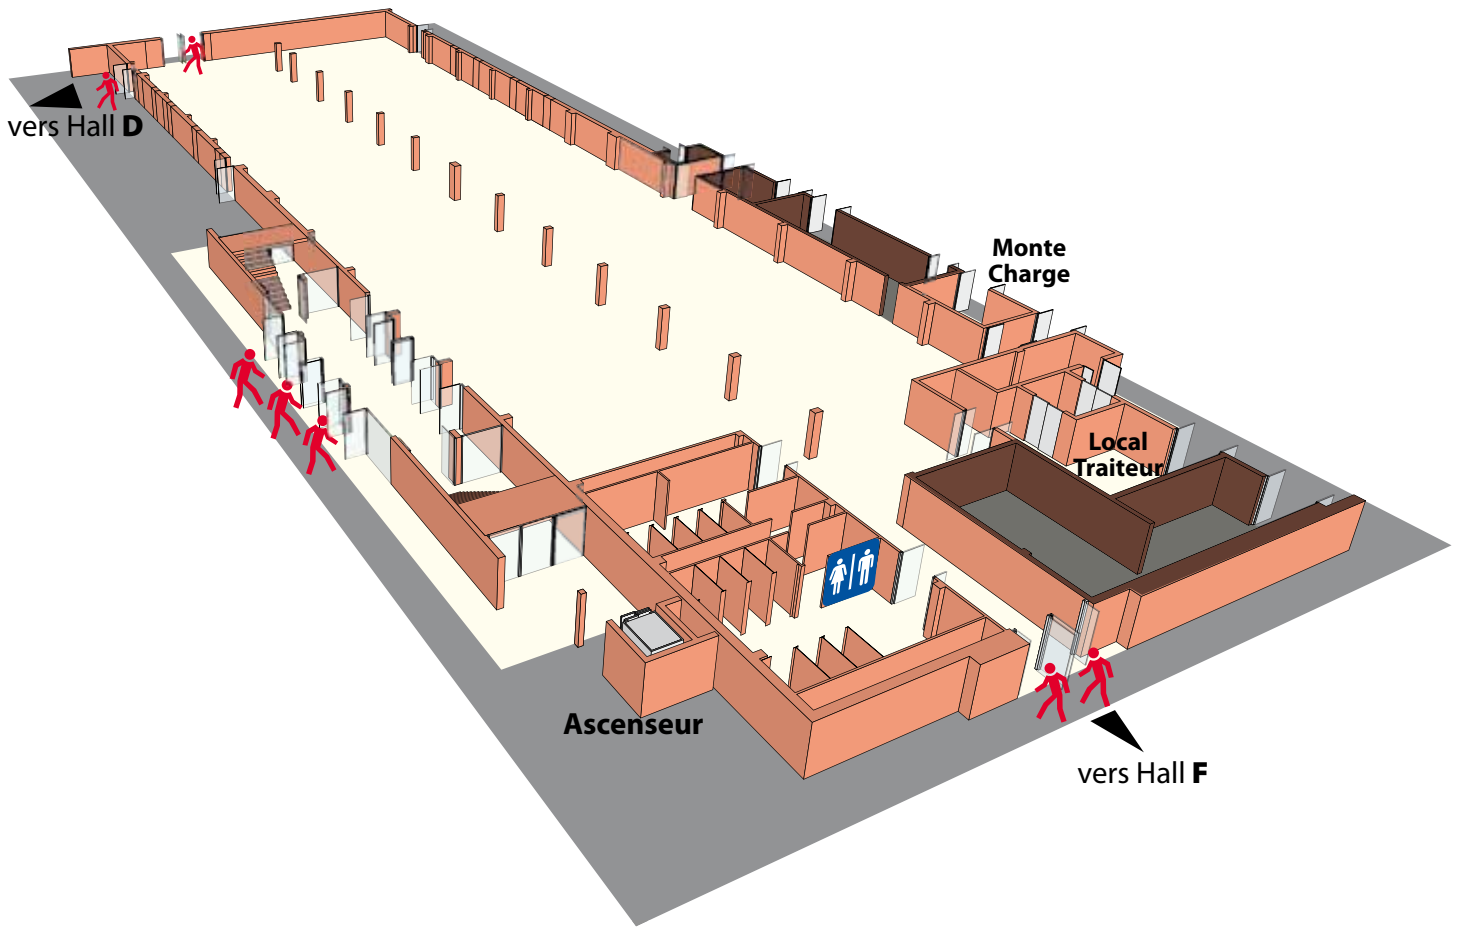 vers Hall D
Monte
Charge
Local
Traiteur
Ascenseur
vers Hall F